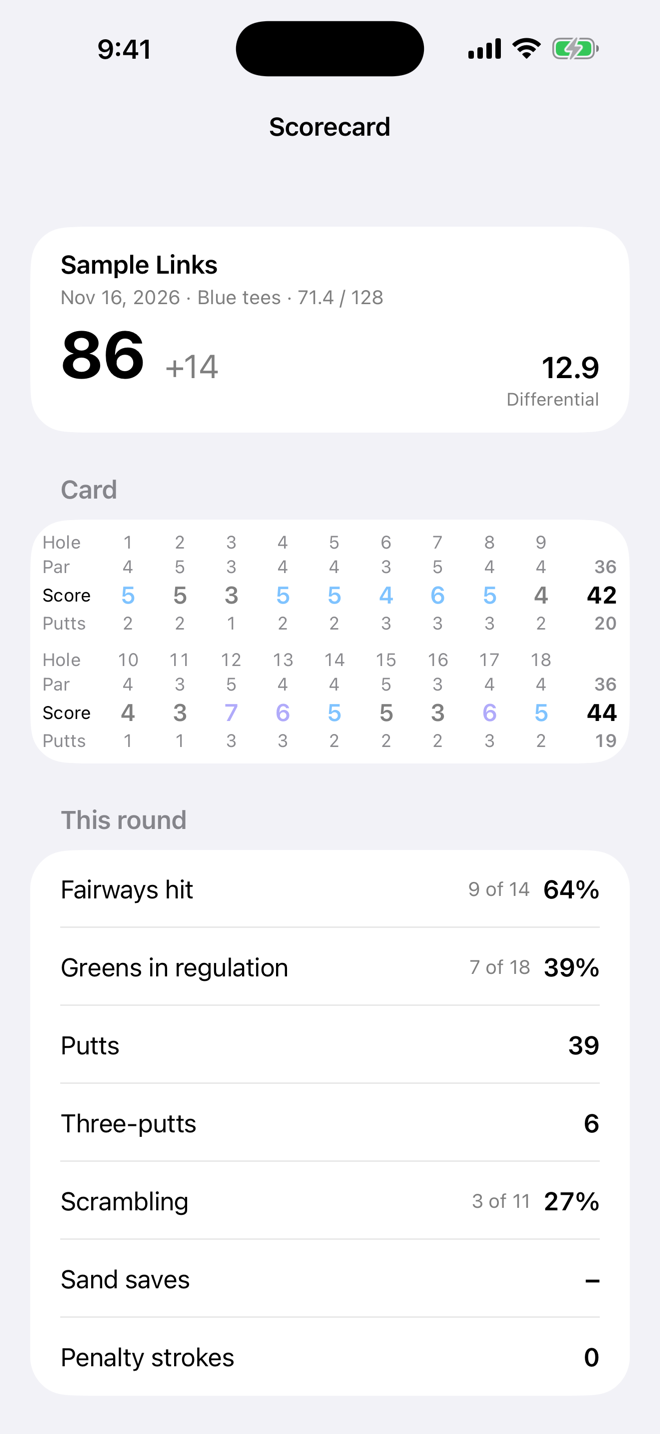 9:41
Scorecard
Sample Links
Nov 16, 2026 · Blue tees · 71.4 / 128
86 +14
12.9
Differential
Card
Hole 1 2 3 4 5 6 7 8 9
Par 4 5 3 4 4 3 5 4 4 36
Score 5 5 3 5 5 4 6 5 4 42
Putts 2 2 1 2 2 3 3 3 2 20
Hole 10 11 12 13 14 15 16 17 18
Par 4 3 5 4 4 5 3 4 4 36
Score 4 3 7 6 5 5 3 6 5 44
Putts 1 1 3 3 2 2 2 3 2 19
This round
Fairways hit 9 of 14 64%
Greens in regulation 7 of 18 39%
Putts 39
Three-putts 6
Scrambling 3 of 11 27%
Sand saves –
Penalty strokes 0